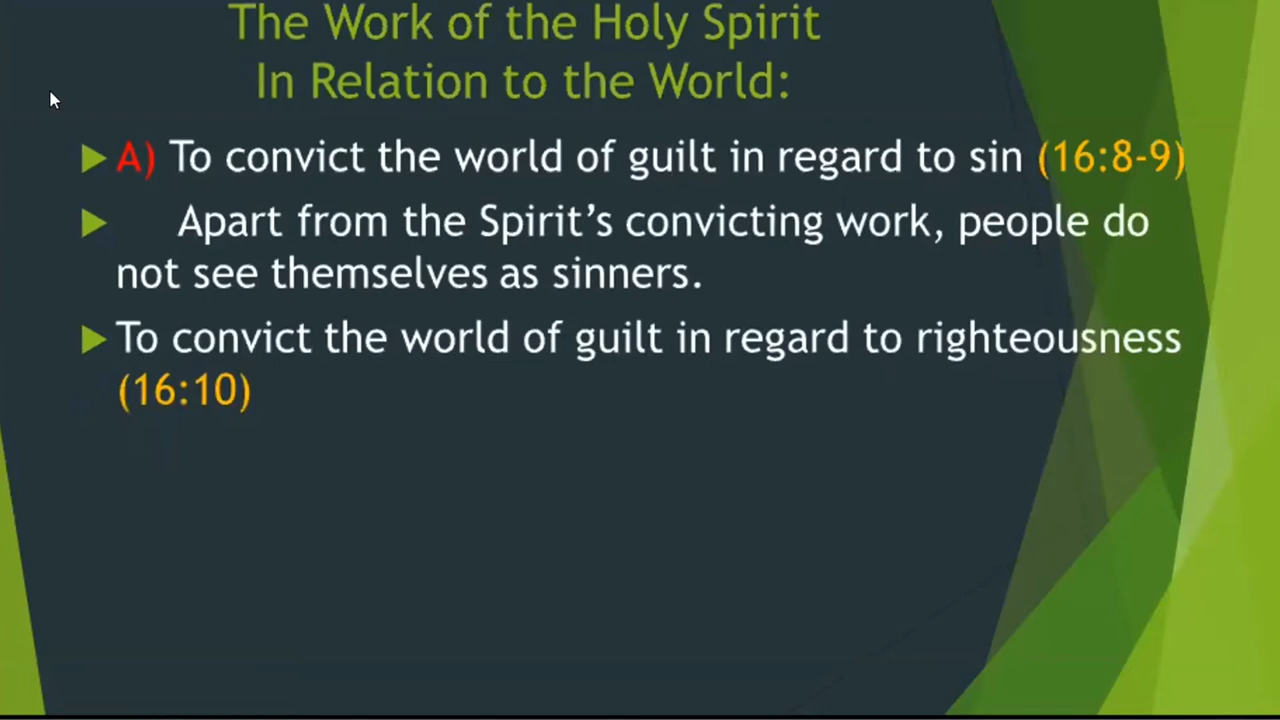 The Work of the Holy Spirit
In Relation to the World:
A) To convict the world of guilt in regard to sin (16:8-9)
Apart from the Spirit’s convicting work, people do
not see themselves as sinners.
To convict the world of guilt in regard to righteousness
(16:10)